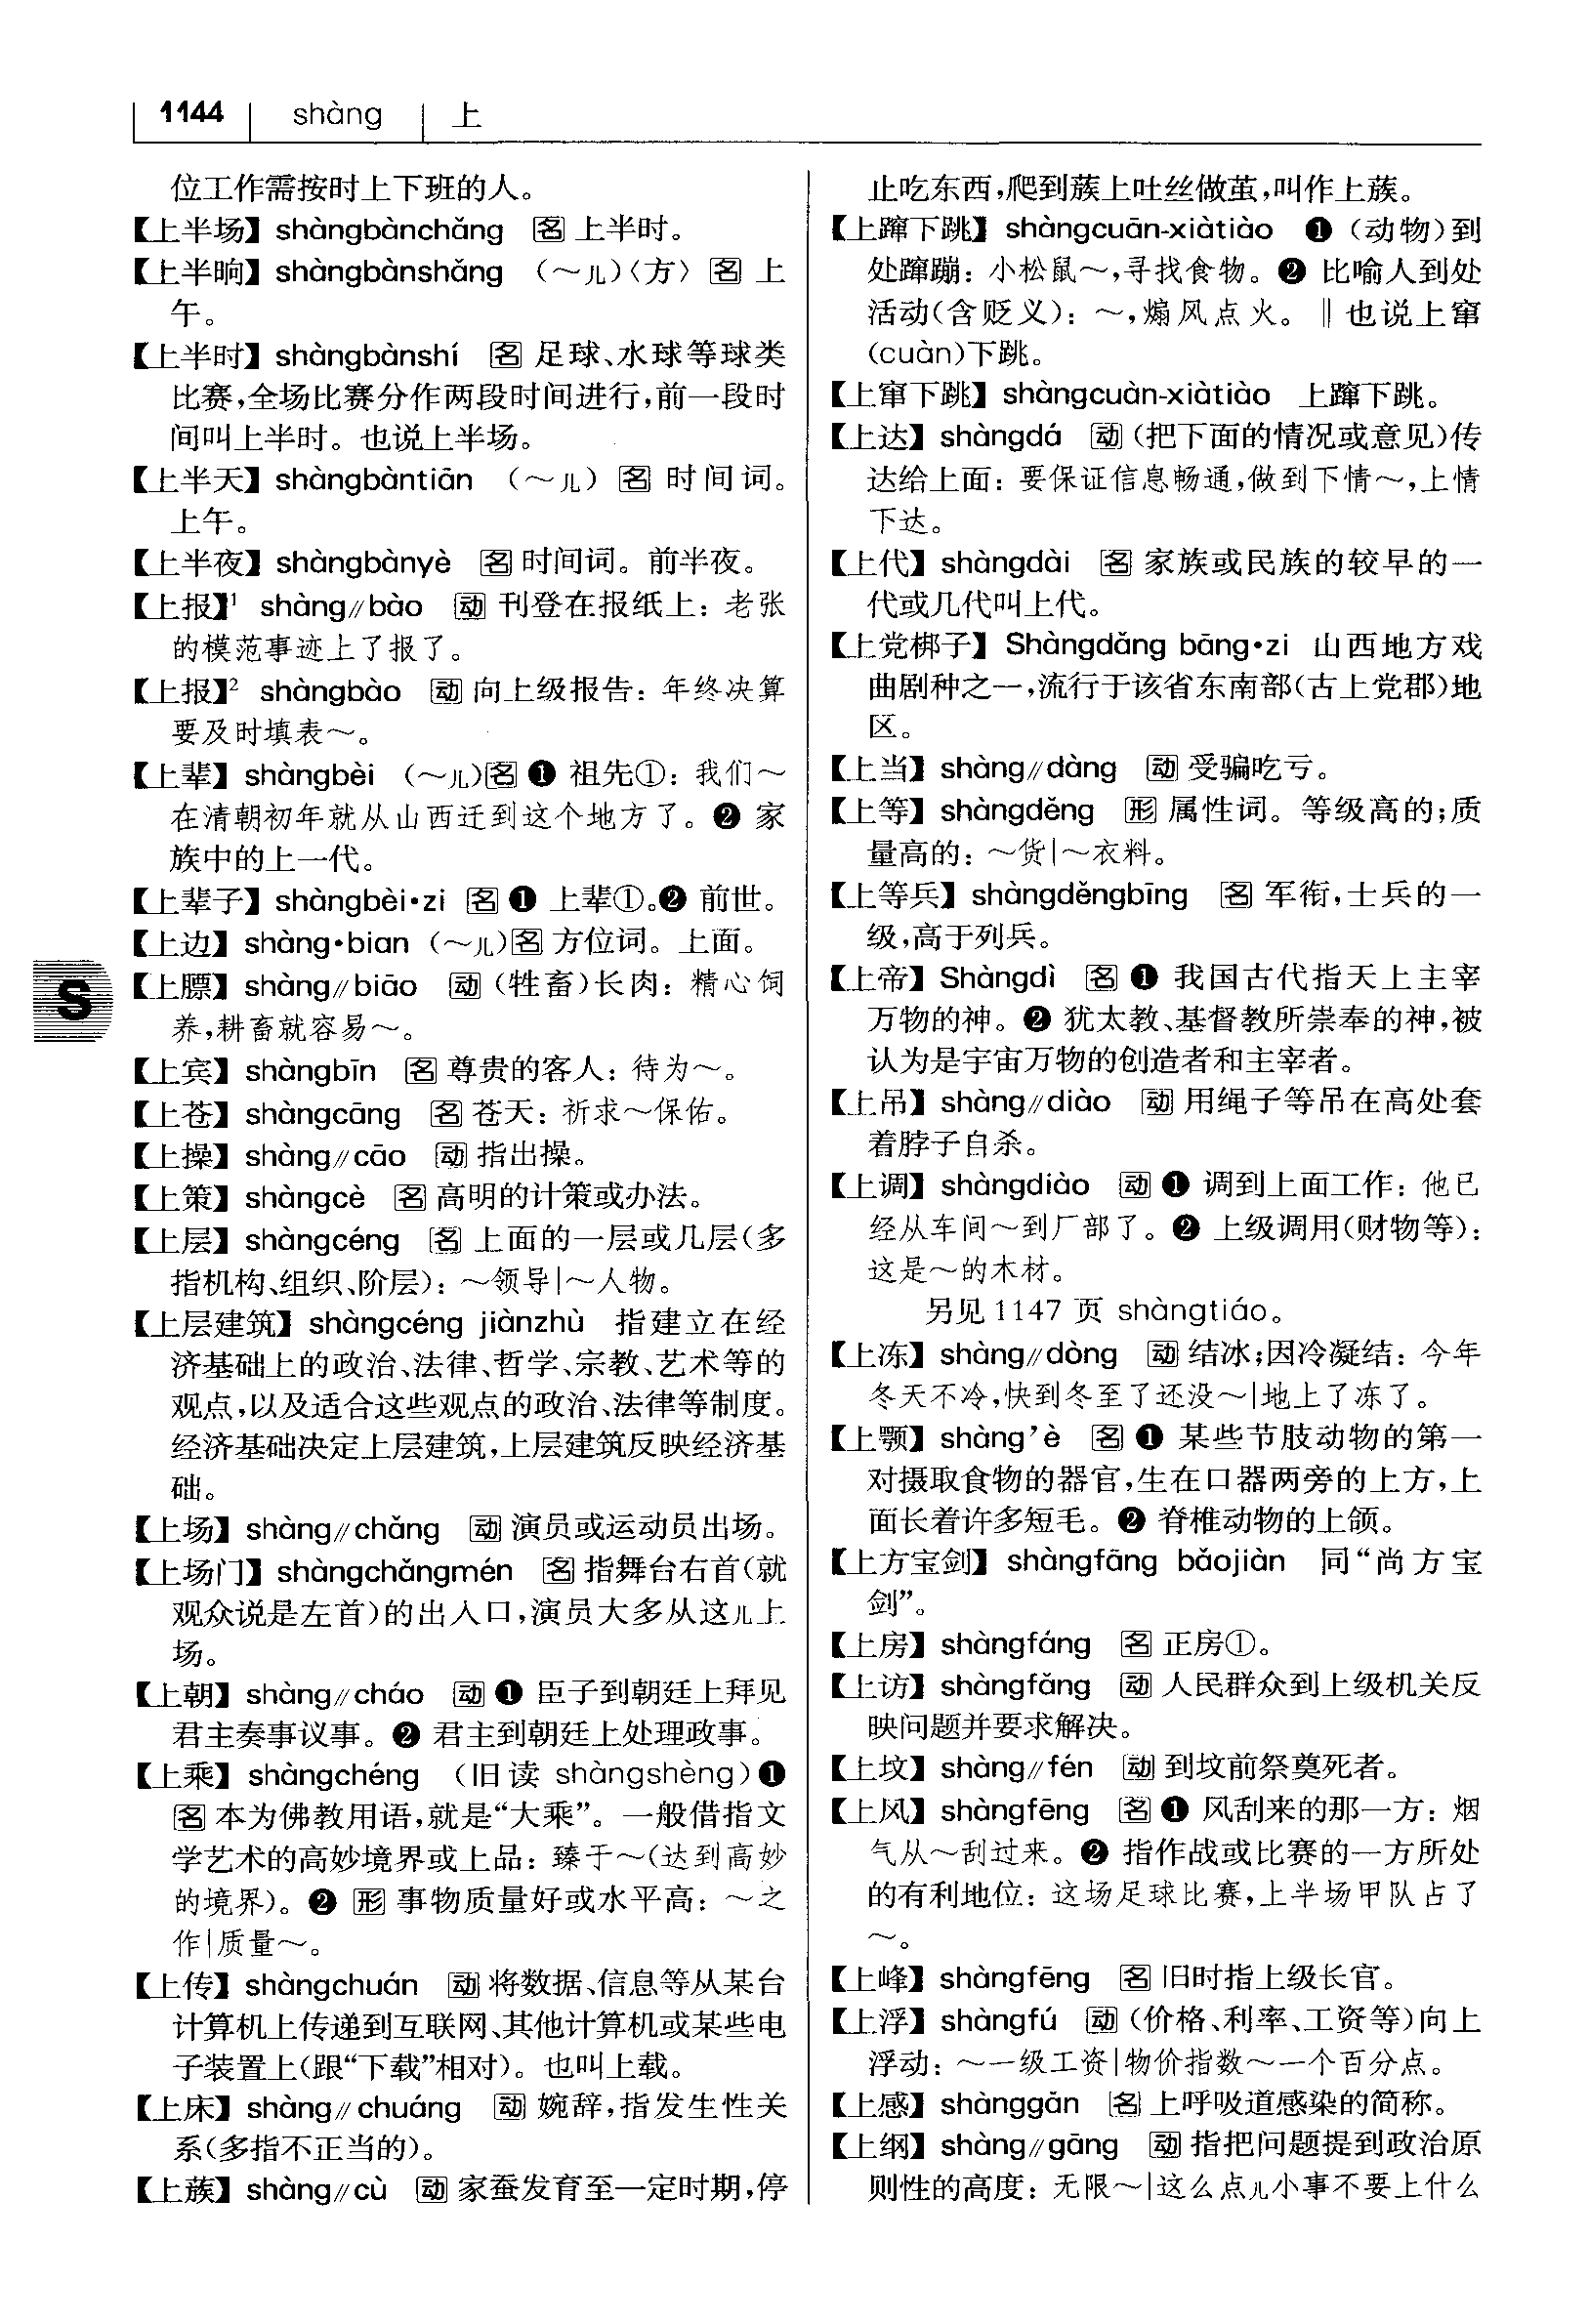 1144 shàng 上
位工作需按时上下班的人。
【上半场】shàngbànchǎng 名 上半时。
【上半晌】shàngbànshǎng （～儿）〈方〉名 上
午。
【上半时】shàngbànshí 名 足球、水球等球类
比赛，全场比赛分作两段时间进行，前一段时
间叫上半时。也说上半场。
【上半天】shàngbàntiān （～儿）名 时间词。
上午。
【上半夜】shàngbànyè 名 时间词。前半夜。
【上报】¹ shàng∥bào 动 刊登在报纸上：老张
的模范事迹上了报了。
【上报】² shàngbào 动 向上级报告：年终决算
要及时填表～。
【上辈】shàngbèi （～儿）名 ❶ 祖先①：我们～
在清朝初年就从山西迁到这个地方了。❷ 家
族中的上一代。
【上辈子】shàngbèi•zi 名 ❶ 上辈①。❷ 前世。
【上边】shàng•bian （～儿）名 方位词。上面。
【上膘】shàng∥biāo 动 （牲畜）长肉：精心饲
S
养，耕畜就容易～。
【上宾】shàngbīn 名 尊贵的客人：待为～。
【上苍】shàngcāng 名 苍天：祈求～保佑。
【上操】shàng∥cāo 动 指出操。
【上策】shàngcè 名 高明的计策或办法。
【上层】shàngcéng 名 上面的一层或几层（多
指机构、组织、阶层）：～领导|～人物。
【上层建筑】shàngcéng jiànzhù 指建立在经
济基础上的政治、法律、哲学、宗教、艺术等的
观点，以及适合这些观点的政治、法律等制度。
经济基础决定上层建筑，上层建筑反映经济基
础。
【上场】shàng∥chǎng 动 演员或运动员出场。
【上场门】shàngchǎngmén 名 指舞台右首（就
观众说是左首）的出入口，演员大多从这儿上
场。
【上朝】shàng∥cháo 动 ❶ 臣子到朝廷上拜见
君主奏事议事。❷ 君主到朝廷上处理政事。
【上乘】shàngchéng （旧读 shàngshèng）❶
名 本为佛教用语，就是“大乘”。一般借指文
学艺术的高妙境界或上品：臻于～（达到高妙
的境界）。❷ 形 事物质量好或水平高：～之
作|质量～。
【上传】shàngchuán 动 将数据、信息等从某台
计算机上传递到互联网、其他计算机或某些电
子装置上（跟“下载”相对）。也叫上载。
【上床】shàng∥chuáng 动 婉辞，指发生性关
系（多指不正当的）。
【上蔟】shàng∥cù 动 家蚕发育至一定时期，停
止吃东西，爬到蔟上吐丝做茧，叫作上蔟。
【上蹿下跳】shàngcuān-xiàtiào ❶ （动物）到
处蹿蹦：小松鼠～，寻找食物。❷ 比喻人到处
活动（含贬义）：～，煽风点火。‖也说上窜
（cuàn）下跳。
【上窜下跳】shàngcuàn-xiàtiào 上蹿下跳。
【上达】shàngdá 动 （把下面的情况或意见）传
达给上面：要保证信息畅通，做到下情～，上情
下达。
【上代】shàngdài 名 家族或民族的较早的一
代或几代叫上代。
【上党梆子】Shàngdǎng bāng•zi 山西地方戏
曲剧种之一，流行于该省东南部（古上党郡）地
区。
【上当】shàng∥dàng 动 受骗吃亏。
【上等】shàngděng 形 属性词。等级高的；质
量高的：～货|～衣料。
【上等兵】shàngděngbīng 名 军衔，士兵的一
级，高于列兵。
【上帝】Shàngdì 名 ❶ 我国古代指天上主宰
万物的神。❷ 犹太教、基督教所崇奉的神，被
认为是宇宙万物的创造者和主宰者。
【上吊】shàng∥diào 动 用绳子等吊在高处套
着脖子自杀。
【上调】shàngdiào 动 ❶ 调到上面工作：他已
经从车间～到厂部了。❷ 上级调用（财物等）：
这是～的木材。
另见 1147 页 shàngtiáo。
【上冻】shàng∥dòng 动 结冰；因冷凝结：今年
冬天不冷，快到冬至了还没～|地上了冻了。
【上颚】shàng’è 名 ❶ 某些节肢动物的第一
对摄取食物的器官，生在口器两旁的上方，上
面长着许多短毛。❷ 脊椎动物的上颌。
【上方宝剑】shàngfāng bǎojiàn 同“尚方宝
剑”。
【上房】shàngfáng 名 正房①。
【上访】shàngfǎng 动 人民群众到上级机关反
映问题并要求解决。
【上坟】shàng∥fén 动 到坟前祭奠死者。
【上风】shàngfēng 名 ❶ 风刮来的那一方：烟
气从～刮过来。❷ 指作战或比赛的一方所处
的有利地位：这场足球比赛，上半场甲队占了
～。
【上峰】shàngfēng 名 旧时指上级长官。
【上浮】shàngfú 动 （价格、利率、工资等）向上
浮动：～一级工资|物价指数～一个百分点。
【上感】shànggǎn 名 上呼吸道感染的简称。
【上纲】shàng∥gāng 动 指把问题提到政治原
则性的高度：无限～|这么点儿小事不要上什么